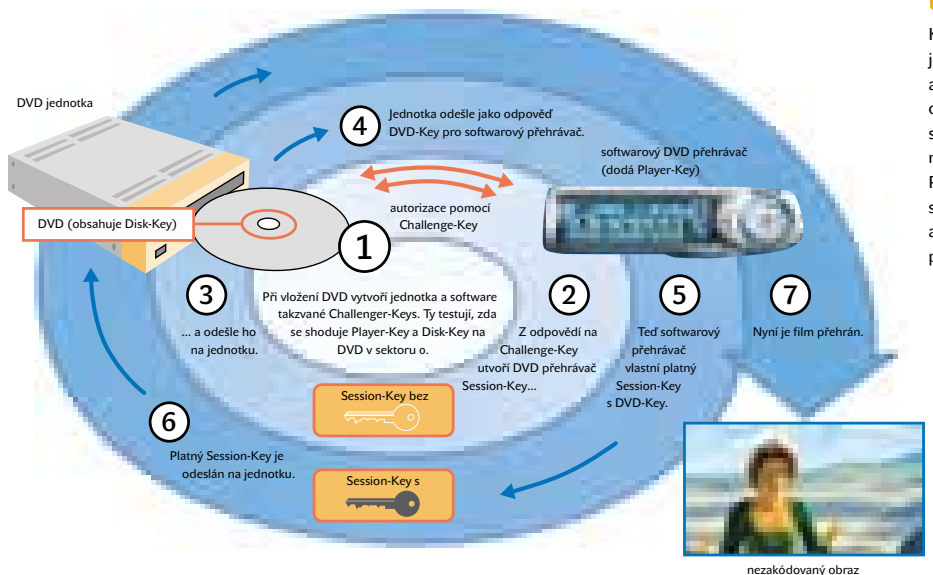 DVD jednotka
DVD (obsahuje Disk-Key)
4
Jednotka odešle jako odpověď
DVD-Key pro softwarový přehrávač.
softwarový DVD přehrávač
(dodá Player-Key)
autorizace pomocí
Challenge-Key
1
Při vložení DVD vytvoří jednotka a software
takzvané Challenger-Keys. Ty testují, zda
se shoduje Player-Key a Disk-Key na
DVD v sektoru o.
2
Z odpovědí na
Challenge-Key
utvoří DVD přehrávač
Session-Key...
3
... a odešle ho
na jednotku.
5
Teď softwarový
přehrávač
vlastní platný
Session-Key
s DVD-Key.
7
Nyní je film přehrán.
Session-Key bez
6
Platný Session-Key je
odeslán na jednotku.
Session-Key s
nezakódovaný obraz